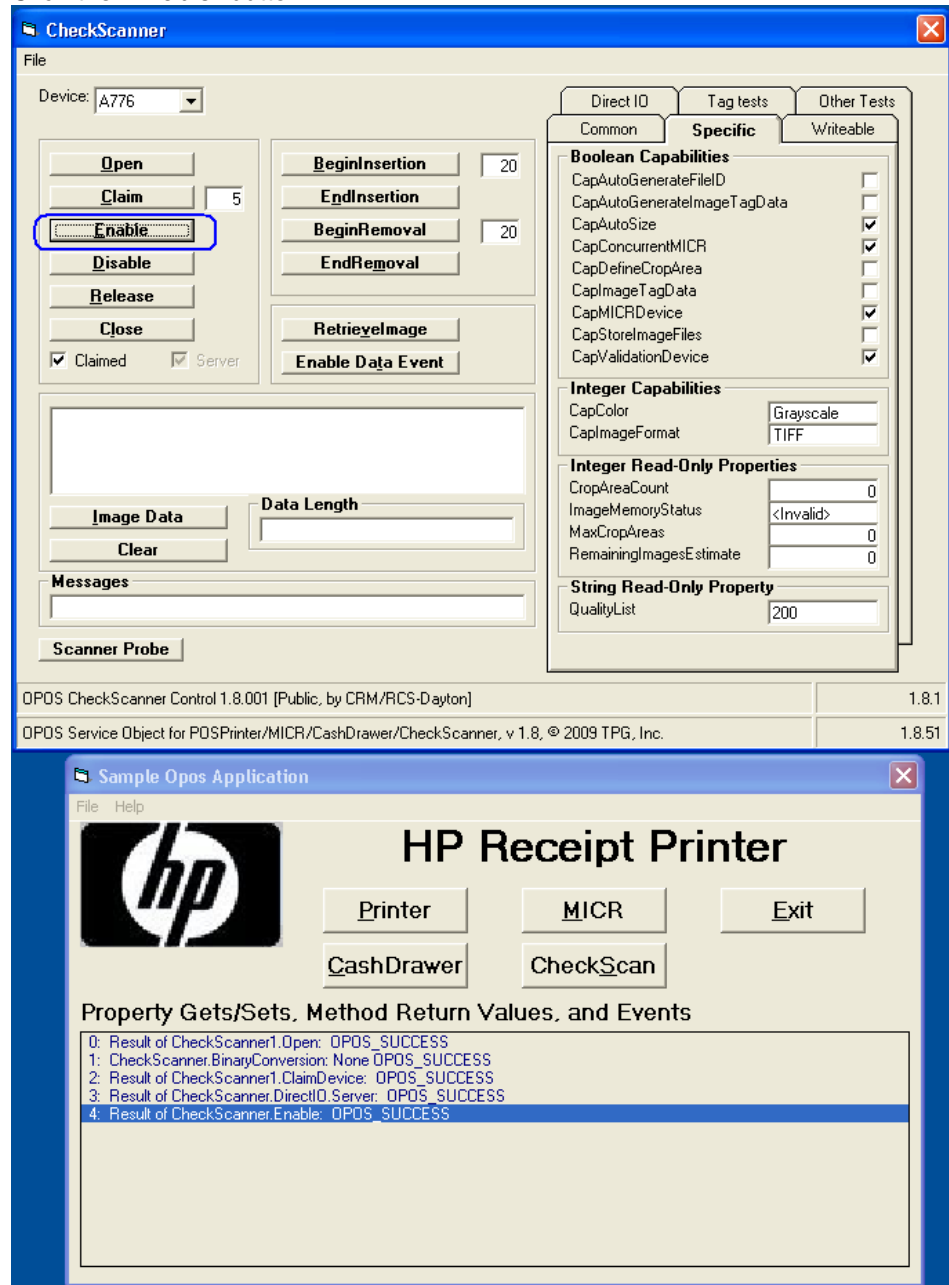 CheckScanner
File
Device: A776
Direct IO Tag tests Other Tests
Common Specific Writeable
Open
Claim 5
Enable
Disable
Release
Close
Claimed Server
BeginInsertion 20
EndInsertion
BeginRemoval 20
EndRemoval
RetrieveImage
Enable Data Event
Image Data
Clear
Data Length
Messages
Scanner Probe
Boolean Capabilities
CapAutoGenerateFileID
CapAutoGenerateImageTagData
CapAutoSize
CapConcurrentMICR
CapDefineCropArea
CapImageTagData
CapMICRDevice
CapStoreImageFiles
CapValidationDevice
Integer Capabilities
CapColor Grayscale
CapImageFormat TIFF
Integer Read-Only Properties
CropAreaCount 0
ImageMemoryStatus <Invalid>
MaxCropAreas 0
RemainingImagesEstimate 0
String Read-Only Property
QualityList 200
OPOS CheckScanner Control 1.8.001 [Public, by CRM/RCS-Dayton] 1.8.1
OPOS Service Object for POSPrinter/MICR/CashDrawer/CheckScanner, v 1.8, © 2009 TPG, Inc. 1.8.51
Sample Opos Application
File Help
hp
HP Receipt Printer
Printer MICR Exit
CashDrawer CheckScan
Property Gets/Sets, Method Return Values, and Events
0: Result of CheckScanner1.Open: OPOS_SUCCESS
1: CheckScanner.BinaryConversion: None OPOS_SUCCESS
2: Result of CheckScanner1.ClaimDevice: OPOS_SUCCESS
3: Result of CheckScanner.DirectIO.Server: OPOS_SUCCESS
4: Result of CheckScanner.Enable: OPOS_SUCCESS